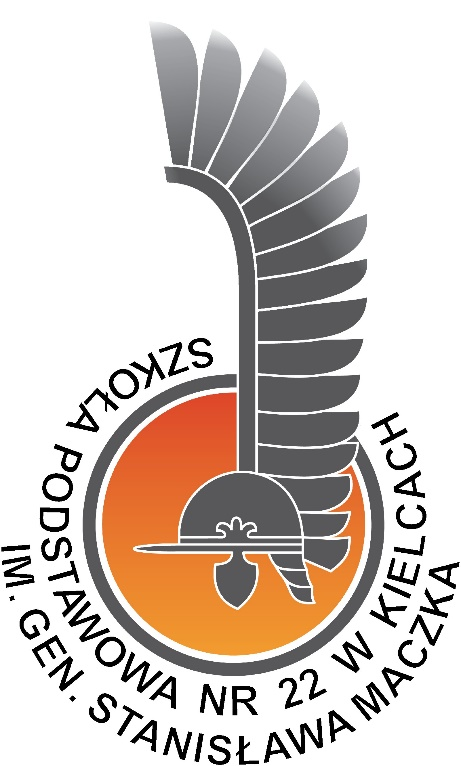 SZKOŁA PODSTAWOWA NR 22 W KIELCACH
IM. GEN. STANISŁAWA MACZKA